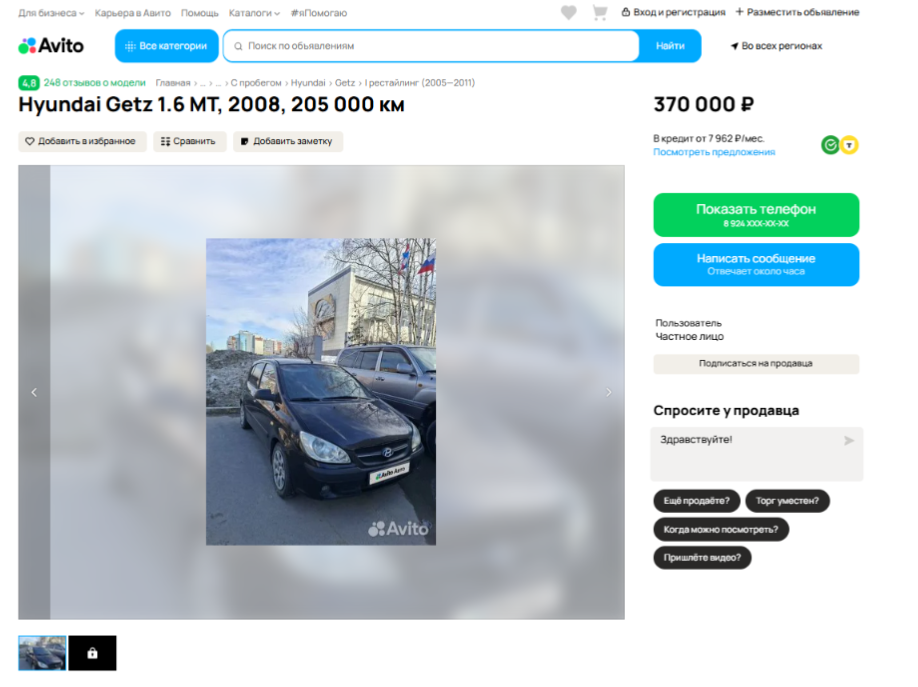 Для бизнеса Карьера в Авито Помощь Каталоги #яПомогаю
Вход и регистрация + Разместить объявление
Avito
Все категории
Поиск по объявлениям
Найти
Во всех регионах
4,8 248 отзывов о модели Главная › ... › ... › С пробегом › Hyundai › Getz › I рестайлинг (2005—2011)
Hyundai Getz 1.6 MT, 2008, 205 000 км
370 000 ₽
Добавить в избранное
Сравнить
Добавить заметку
В кредит от 7 962 ₽/мес.
Посмотреть предложения
Показать телефон
8 924 XXX-XX-XX
Написать сообщение
Отвечает около часа
Пользователь
Частное лицо
Подписаться на продавца
Спросите у продавца
Здравствуйте!
Ещё продаёте?
Торг уместен?
Когда можно посмотреть?
Пришлёте видео?
Avito Авто
Avito